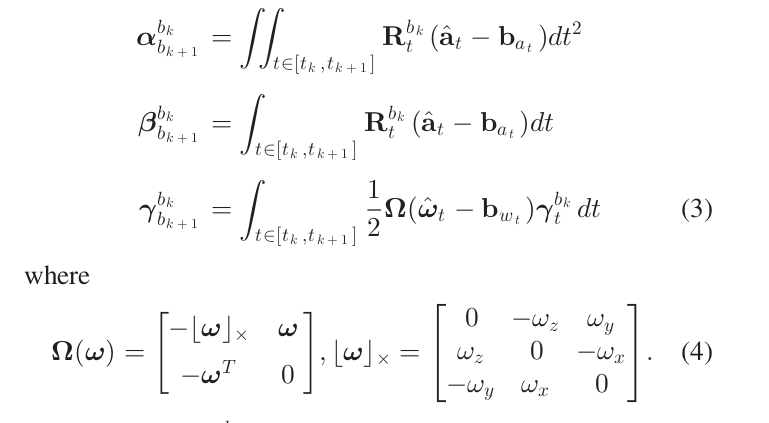 $\boldsymbol{\alpha}_{b_{k+1}}^{b_k} = \iint_{t \in [t_k, t_{k+1}]} \mathbf{R}_t^{b_k} (\hat{\mathbf{a}}_t - \mathbf{b}_{a_t}) dt^2$
$\boldsymbol{\beta}_{b_{k+1}}^{b_k} = \int_{t \in [t_k, t_{k+1}]} \mathbf{R}_t^{b_k} (\hat{\mathbf{a}}_t - \mathbf{b}_{a_t}) dt$
$\boldsymbol{\gamma}_{b_{k+1}}^{b_k} = \int_{t \in [t_k, t_{k+1}]} \frac{1}{2} \boldsymbol{\Omega}(\hat{\boldsymbol{\omega}}_t - \mathbf{b}_{w_t}) \boldsymbol{\gamma}_t^{b_k} dt$ (3)
where
$\boldsymbol{\Omega}(\boldsymbol{\omega}) = \begin{bmatrix} -\lfloor \boldsymbol{\omega} \rfloor_\times & \boldsymbol{\omega} \\ -\boldsymbol{\omega}^T & 0 \end{bmatrix}, \lfloor \boldsymbol{\omega} \rfloor_\times = \begin{bmatrix} 0 & -\omega_z & \omega_y \\ \omega_z & 0 & -\omega_x \\ -\omega_y & \omega_x & 0 \end{bmatrix}.$ (4)